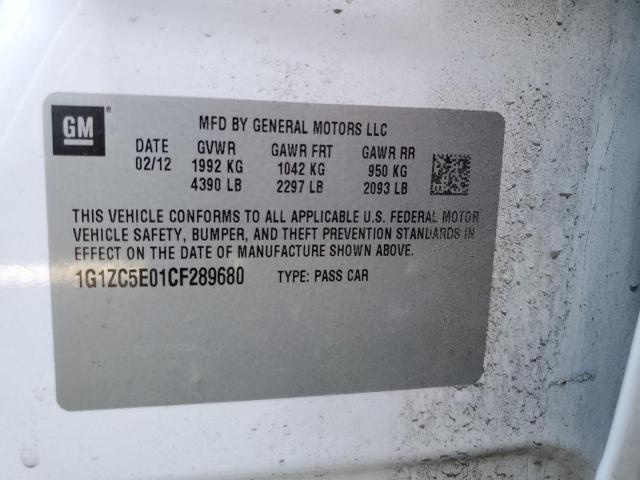 GM
MFD BY GENERAL MOTORS LLC
DATE GVWR GAWR FRT GAWR RR
02/12 1992 KG 1042 KG 950 KG
4390 LB 2297 LB 2093 LB
THIS VEHICLE CONFORMS TO ALL APPLICABLE U.S. FEDERAL MOTOR
VEHICLE SAFETY, BUMPER, AND THEFT PREVENTION STANDARDS IN
EFFECT ON THE DATE OF MANUFACTURE SHOWN ABOVE.
1G1ZC5E01CF289680 TYPE: PASS CAR